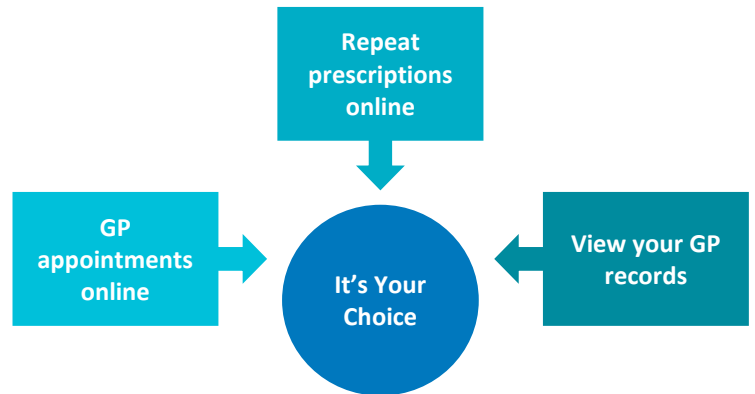 Repeat
prescriptions
online
GP
appointments
online
It’s Your
Choice
View your GP
records